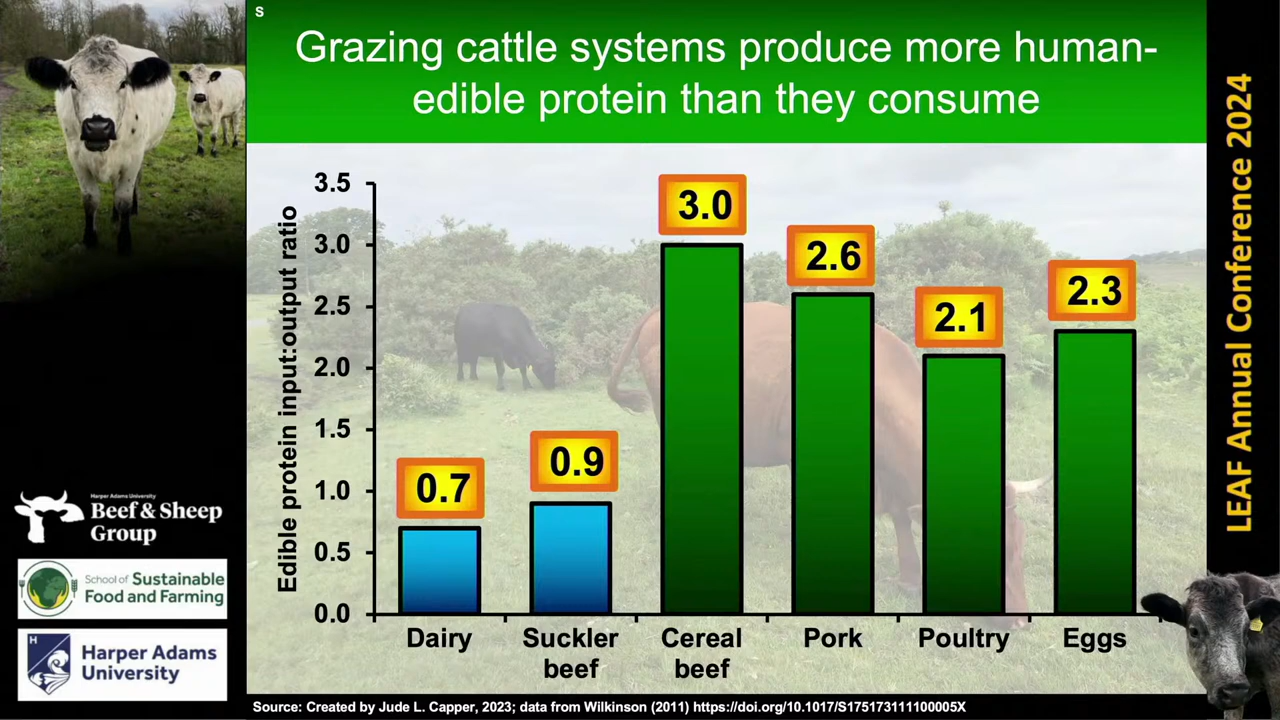 S
Grazing cattle systems produce more human-
edible protein than they consume
Edible protein input:output ratio
3.5
3.0
2.5
2.0
1.5
1.0
0.5
0.0
0.7
0.9
3.0
2.6
2.1
2.3
Dairy
Suckler
beef
Cereal
beef
Pork
Poultry
Eggs
Source: Created by Jude L. Capper, 2023; data from Wilkinson (2011) https://doi.org/10.1017/S175173111100005X
LEAF Annual Conference 2024
Harper Adams University
Beef & Sheep
Group
School of Sustainable
Food and Farming
H
Harper Adams
University